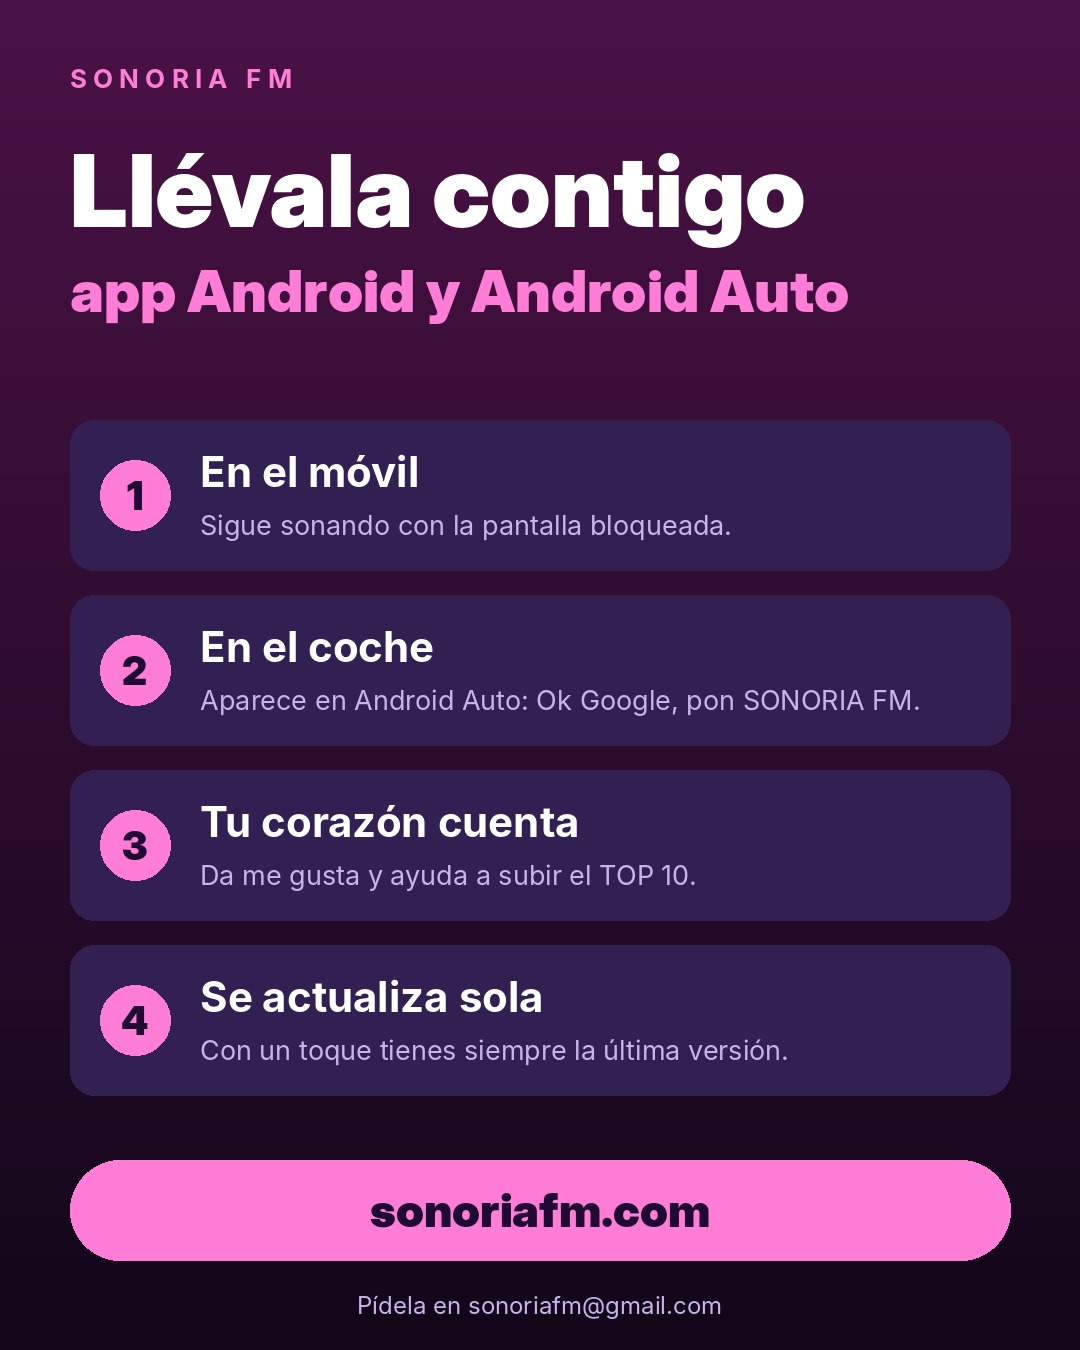 SONORIA FM
Llévala contigo
app Android y Android Auto
1
En el móvil
Sigue sonando con la pantalla bloqueada.
2
En el coche
Aparece en Android Auto: Ok Google, pon SONORIA FM.
3
Tu corazón cuenta
Da me gusta y ayuda a subir el TOP 10.
4
Se actualiza sola
Con un toque tienes siempre la última versión.
sonoriafm.com
Pídela en sonoriafm@gmail.com